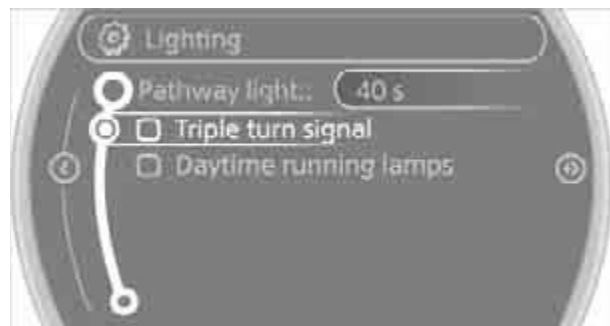 Lighting
Pathway light.: 40 s
Triple turn signal
Daytime running lamps